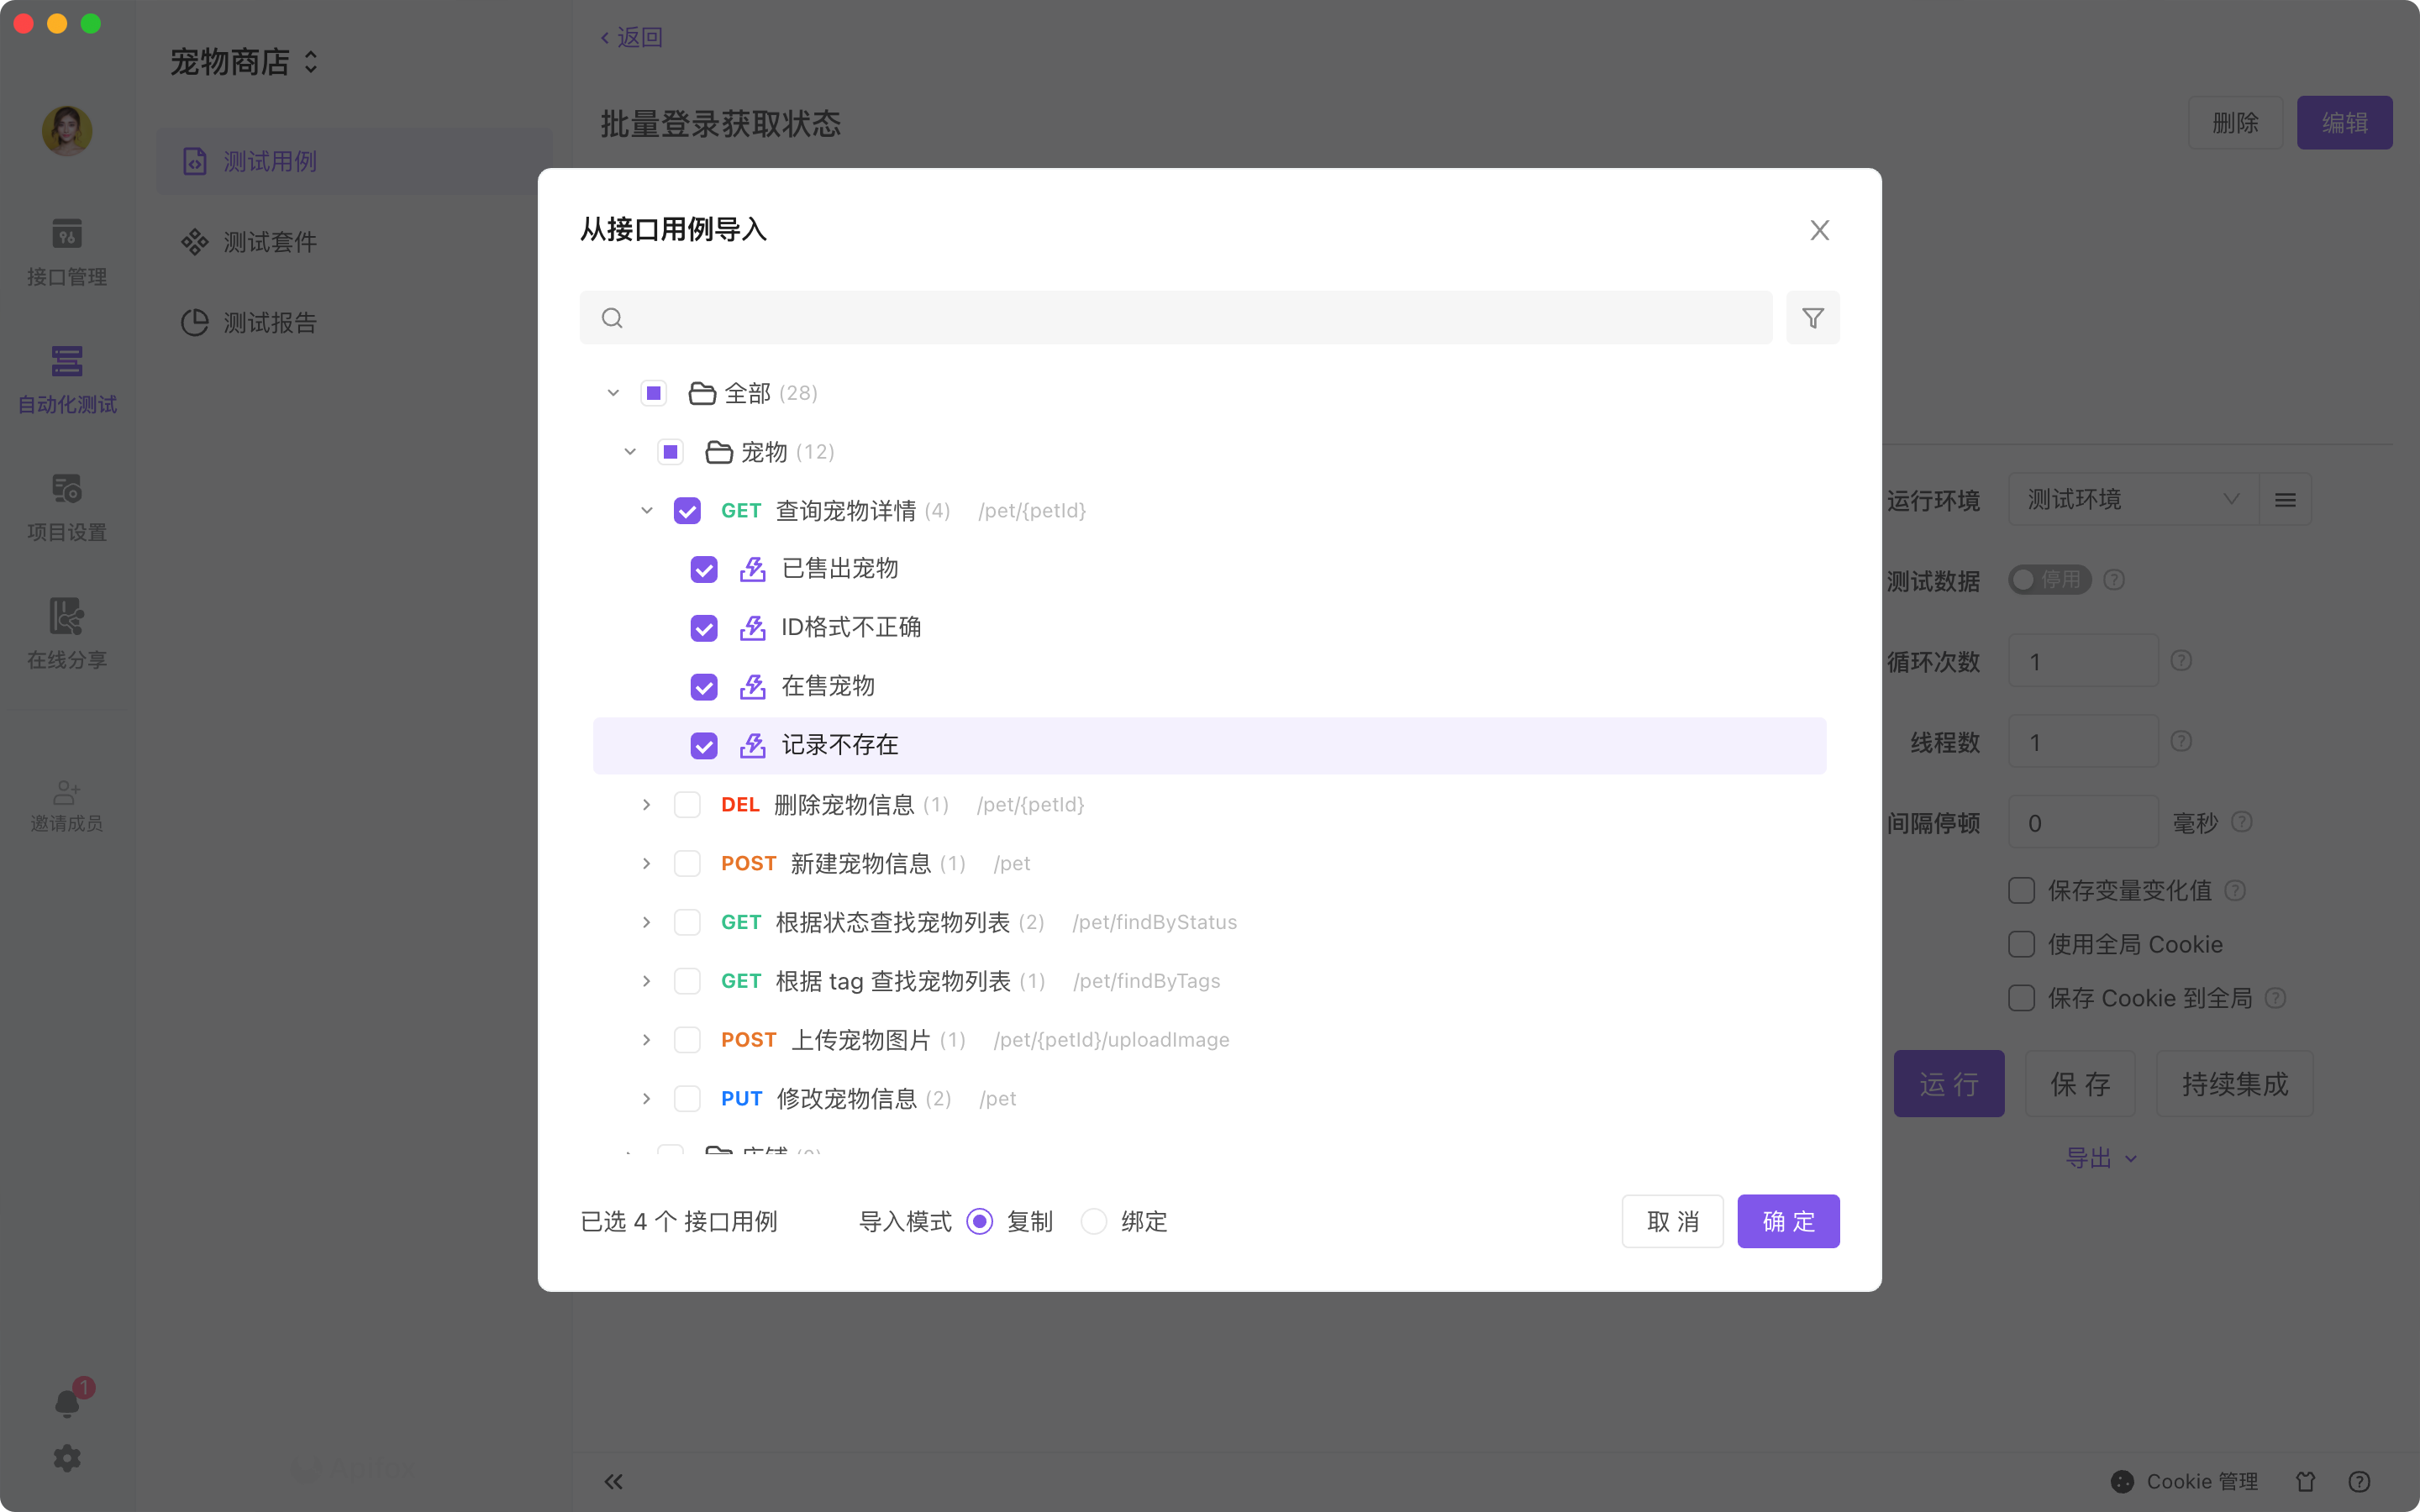 宠物商店
接口管理
自动化测试
项目设置
在线分享
邀请成员
1
测试用例
测试套件
测试报告
返回
批量登录获取状态
删除
编辑
从接口用例导入
全部 (28)
宠物 (12)
GET 查询宠物详情 (4) /pet/{petId}
已售出宠物
ID格式不正确
在售宠物
记录不存在
DEL 删除宠物信息 (1) /pet/{petId}
POST 新建宠物信息 (1) /pet
GET 根据状态查找宠物列表 (2) /pet/findByStatus
GET 根据 tag 查找宠物列表 (1) /pet/findByTags
POST 上传宠物图片 (1) /pet/{petId}/uploadImage
PUT 修改宠物信息 (2) /pet
已选 4 个 接口用例
导入模式 复制 绑定
取 消
确 定
运行环境 测试环境
测试数据 停用
循环次数 1
线程数 1
间隔停顿 0 毫秒
保存变量变化值
使用全局 Cookie
保存 Cookie 到全局
运 行
保 存
持续集成
导出
Cookie 管理